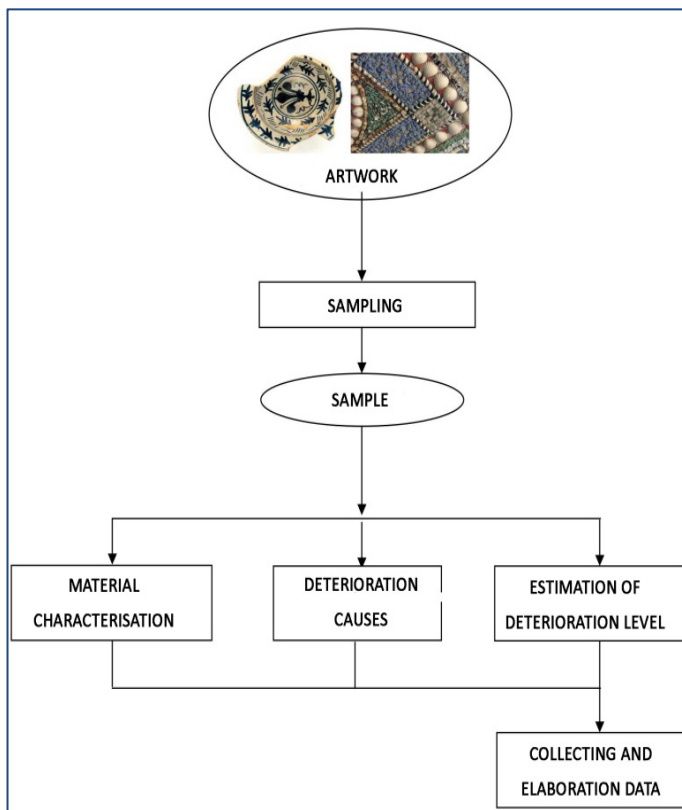 ARTWORK
SAMPLING
SAMPLE
MATERIAL
CHARACTERISATION
DETERIORATION
CAUSES
ESTIMATION OF
DETERIORATION LEVEL
COLLECTING AND
ELABORATION DATA